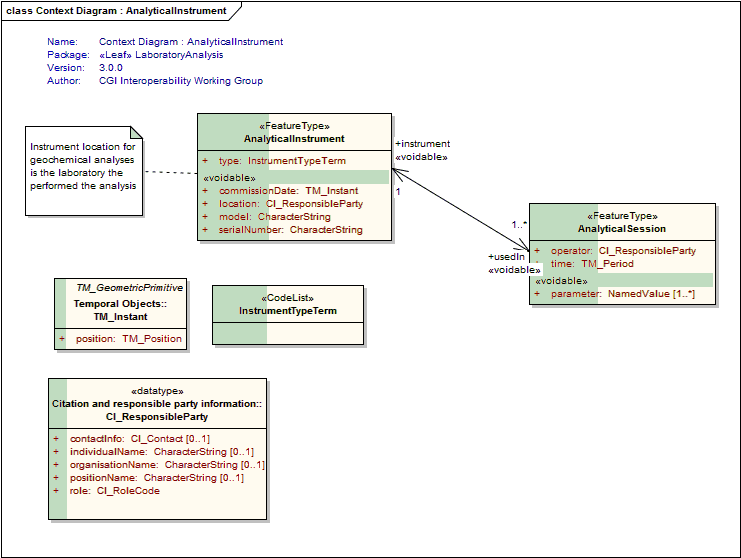 class Context Diagram : AnalyticalInstrument
Name: Context Diagram : AnalyticalInstrument
Package: «Leaf» LaboratoryAnalysis
Version: 3.0.0
Author: CGI Interoperability Working Group
Instrument location for
geochemical analyses
is the laboratory the
performed the analysis
«FeatureType»
AnalyticalInstrument
+ type: InstrumentTypeTerm
«voidable»
+ commissionDate: TM_Instant
+ location: CI_ResponsibleParty
+ model: CharacterString
+ serialNumber: CharacterString
+instrument
«voidable»
1
1..*
+usedIn
«voidable»
«FeatureType»
AnalyticalSession
+ operator: CI_ResponsibleParty
+ time: TM_Period
«voidable»
+ parameter: NamedValue [1..*]
TM_GeometricPrimitive
Temporal Objects::
TM_Instant
+ position: TM_Position
«CodeList»
InstrumentTypeTerm
«datatype»
Citation and responsible party information::
CI_ResponsibleParty
+ contactInfo: CI_Contact [0..1]
+ individualName: CharacterString [0..1]
+ organisationName: CharacterString [0..1]
+ positionName: CharacterString [0..1]
+ role: CI_RoleCode